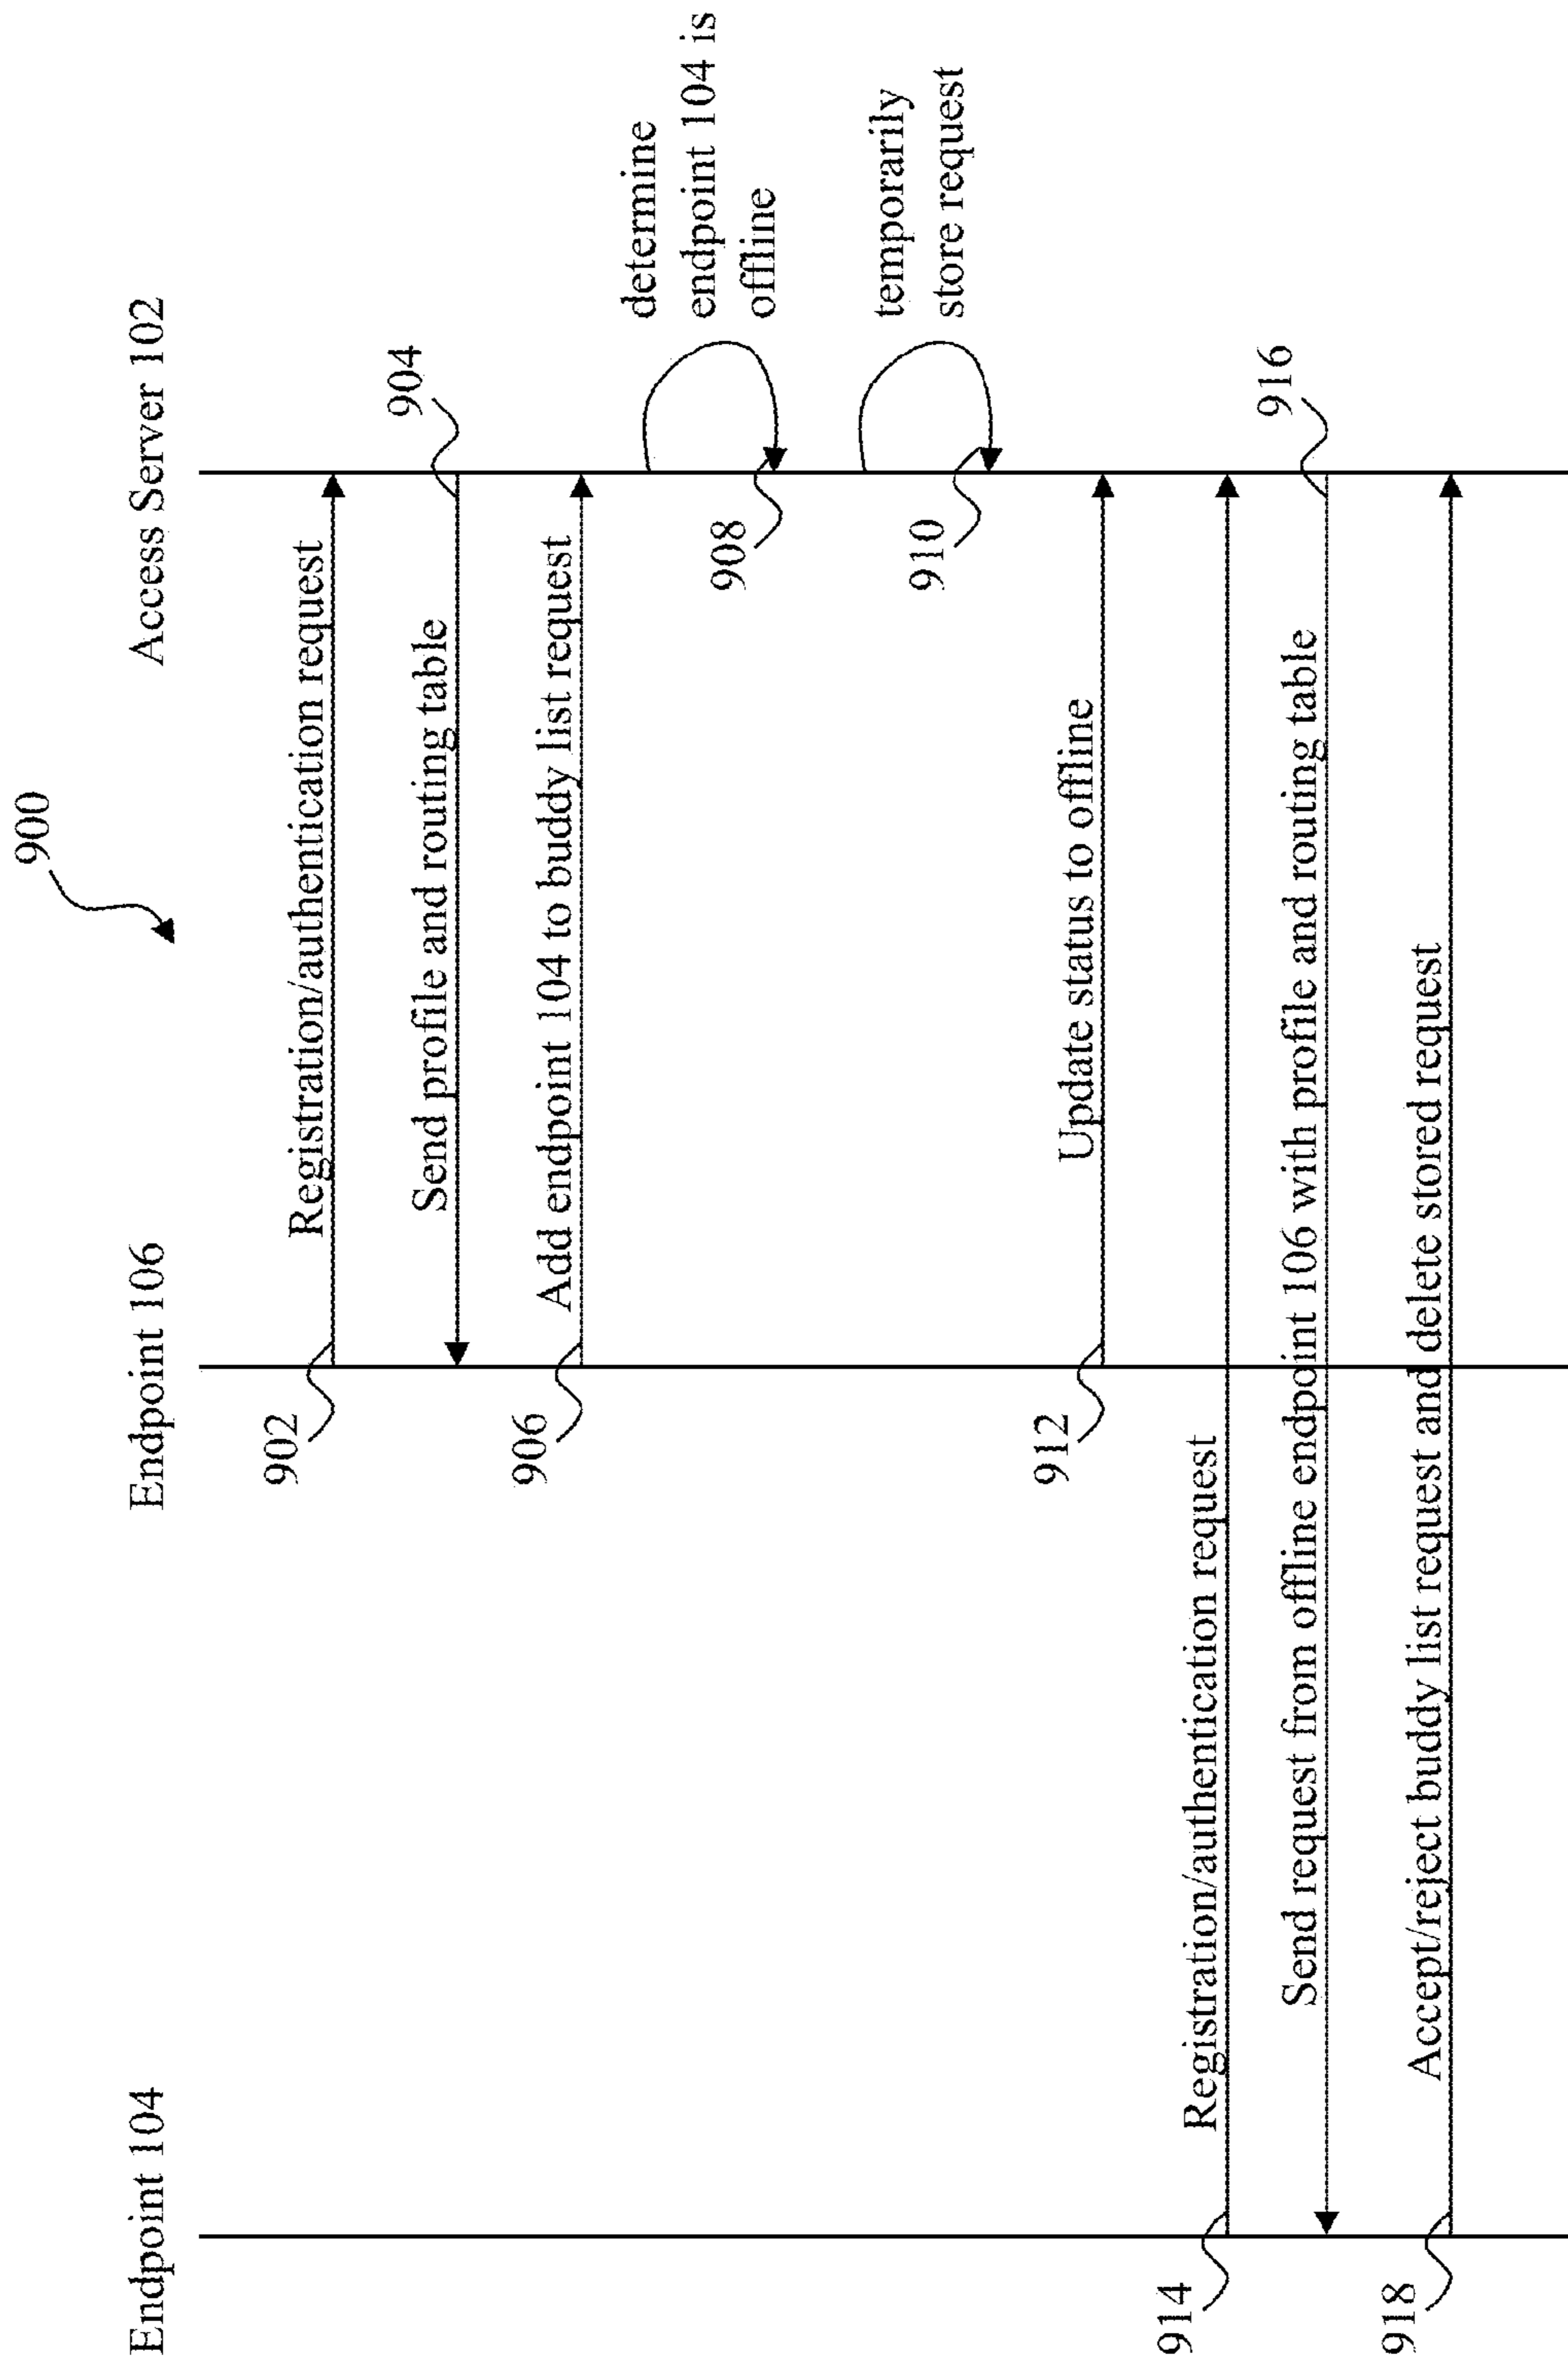 900
Endpoint 104
Endpoint 106
Access Server 102
902
Registration/authentication request
904
Send profile and routing table
906
Add endpoint 104 to buddy list request
determine
endpoint 104 is
offline
908
temporarily
store request
910
912
Update status to offline
914
Registration/authentication request
916
Send request from offline endpoint 106 with profile and routing table
918
Accept/reject buddy list request and delete stored request